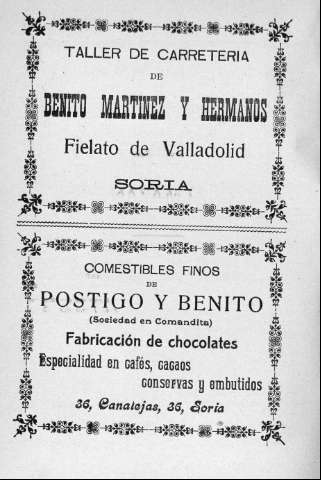 TALLER DE CARRETERIA
DE
BENITO MARTINEZ Y HERMANOS
Fielato de Valladolid
SORIA
COMESTIBLES FINOS
DE
POSTIGO Y BENITO
(Sociedad en Comandita)
Fabricación de chocolates
Especialidad en cafés, cacaos
conservas y embutidos
36, Canalejas, 36, Soria